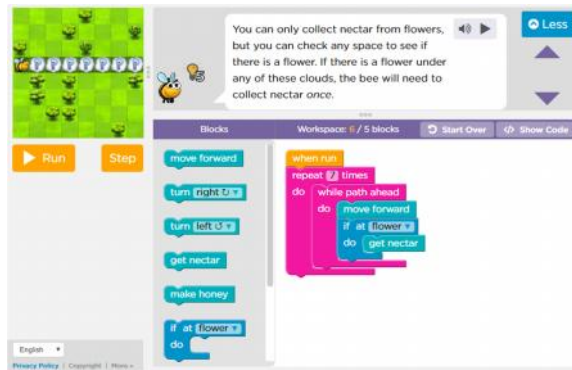 You can only collect nectar from flowers,
but you can check any space to see if
there is a flower. If there is a flower under
any of these clouds, the bee will need to
collect nectar once.
Less
Blocks
Workspace: 6 / 5 blocks
Start Over
Show Code
Run
Step
move forward
turn right
turn left
get nectar
make honey
if at flower
do
when run
repeat 7 times
do while path ahead
do move forward
if at flower
do get nectar
English
Privacy Policy | Copyright | More